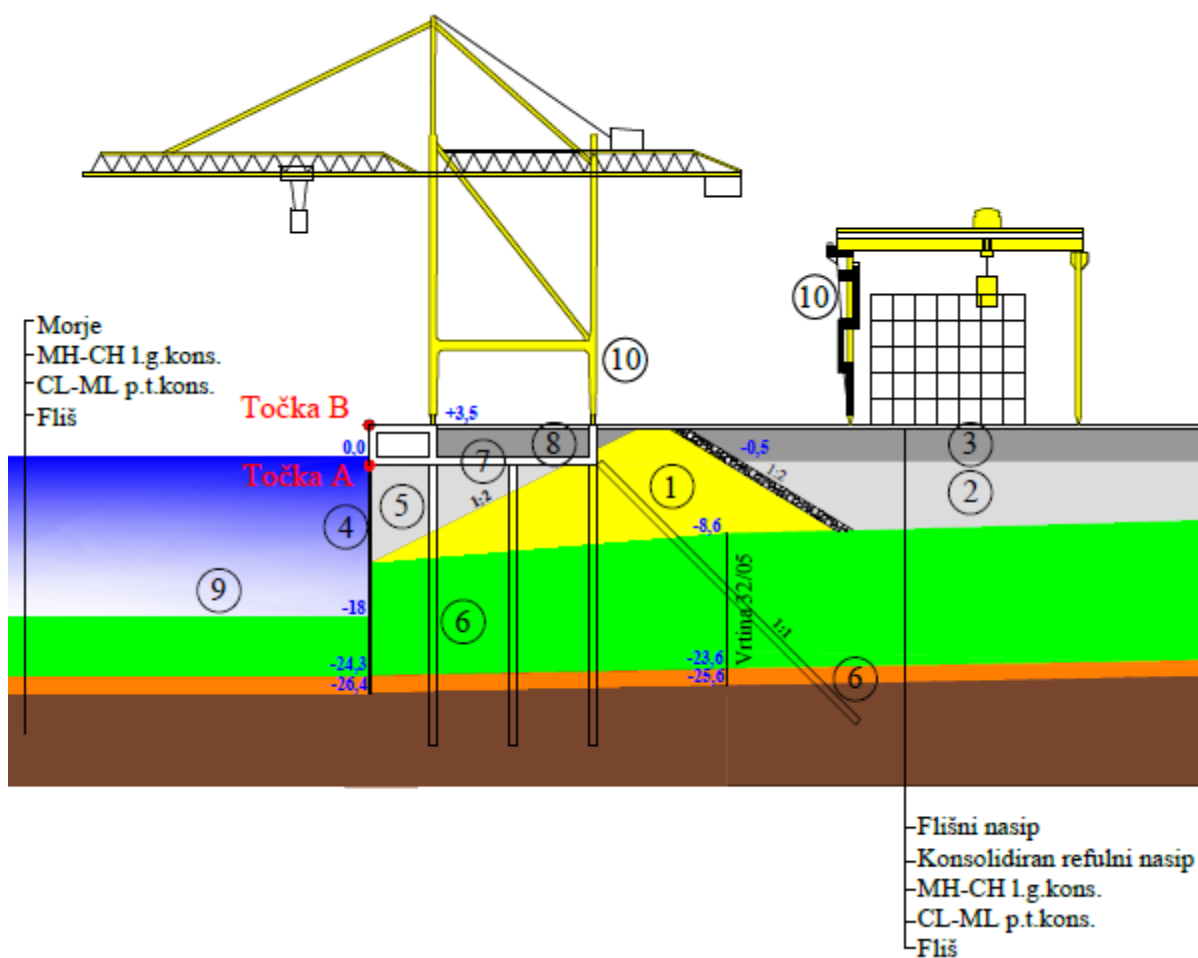 10
10
Morje
MH-CH l.g.kons.
CL-ML p.t.kons.
Fliš
Točka B
+3,5
8
3
0,0
-0,5
Točka A
7
1:2
1:2
5
1
2
4
-8,6
9
-18
6
Vrtina 32/05
1:1
-24,3
-26,4
-23,6
-25,6
6
Flišni nasip
Konsolidiran refulni nasip
MH-CH l.g.kons.
CL-ML p.t.kons.
Fliš